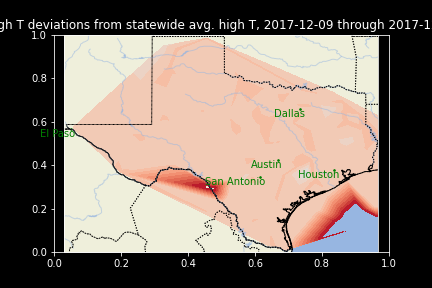 gh T deviations from statewide avg. high T, 2017-12-09 through 2017-1
1.0
0.8
0.6
0.4
0.2
0.0
Dallas
El Paso
Austin
San Antonio
Houston
0.0 0.2 0.4 0.6 0.8 1.0